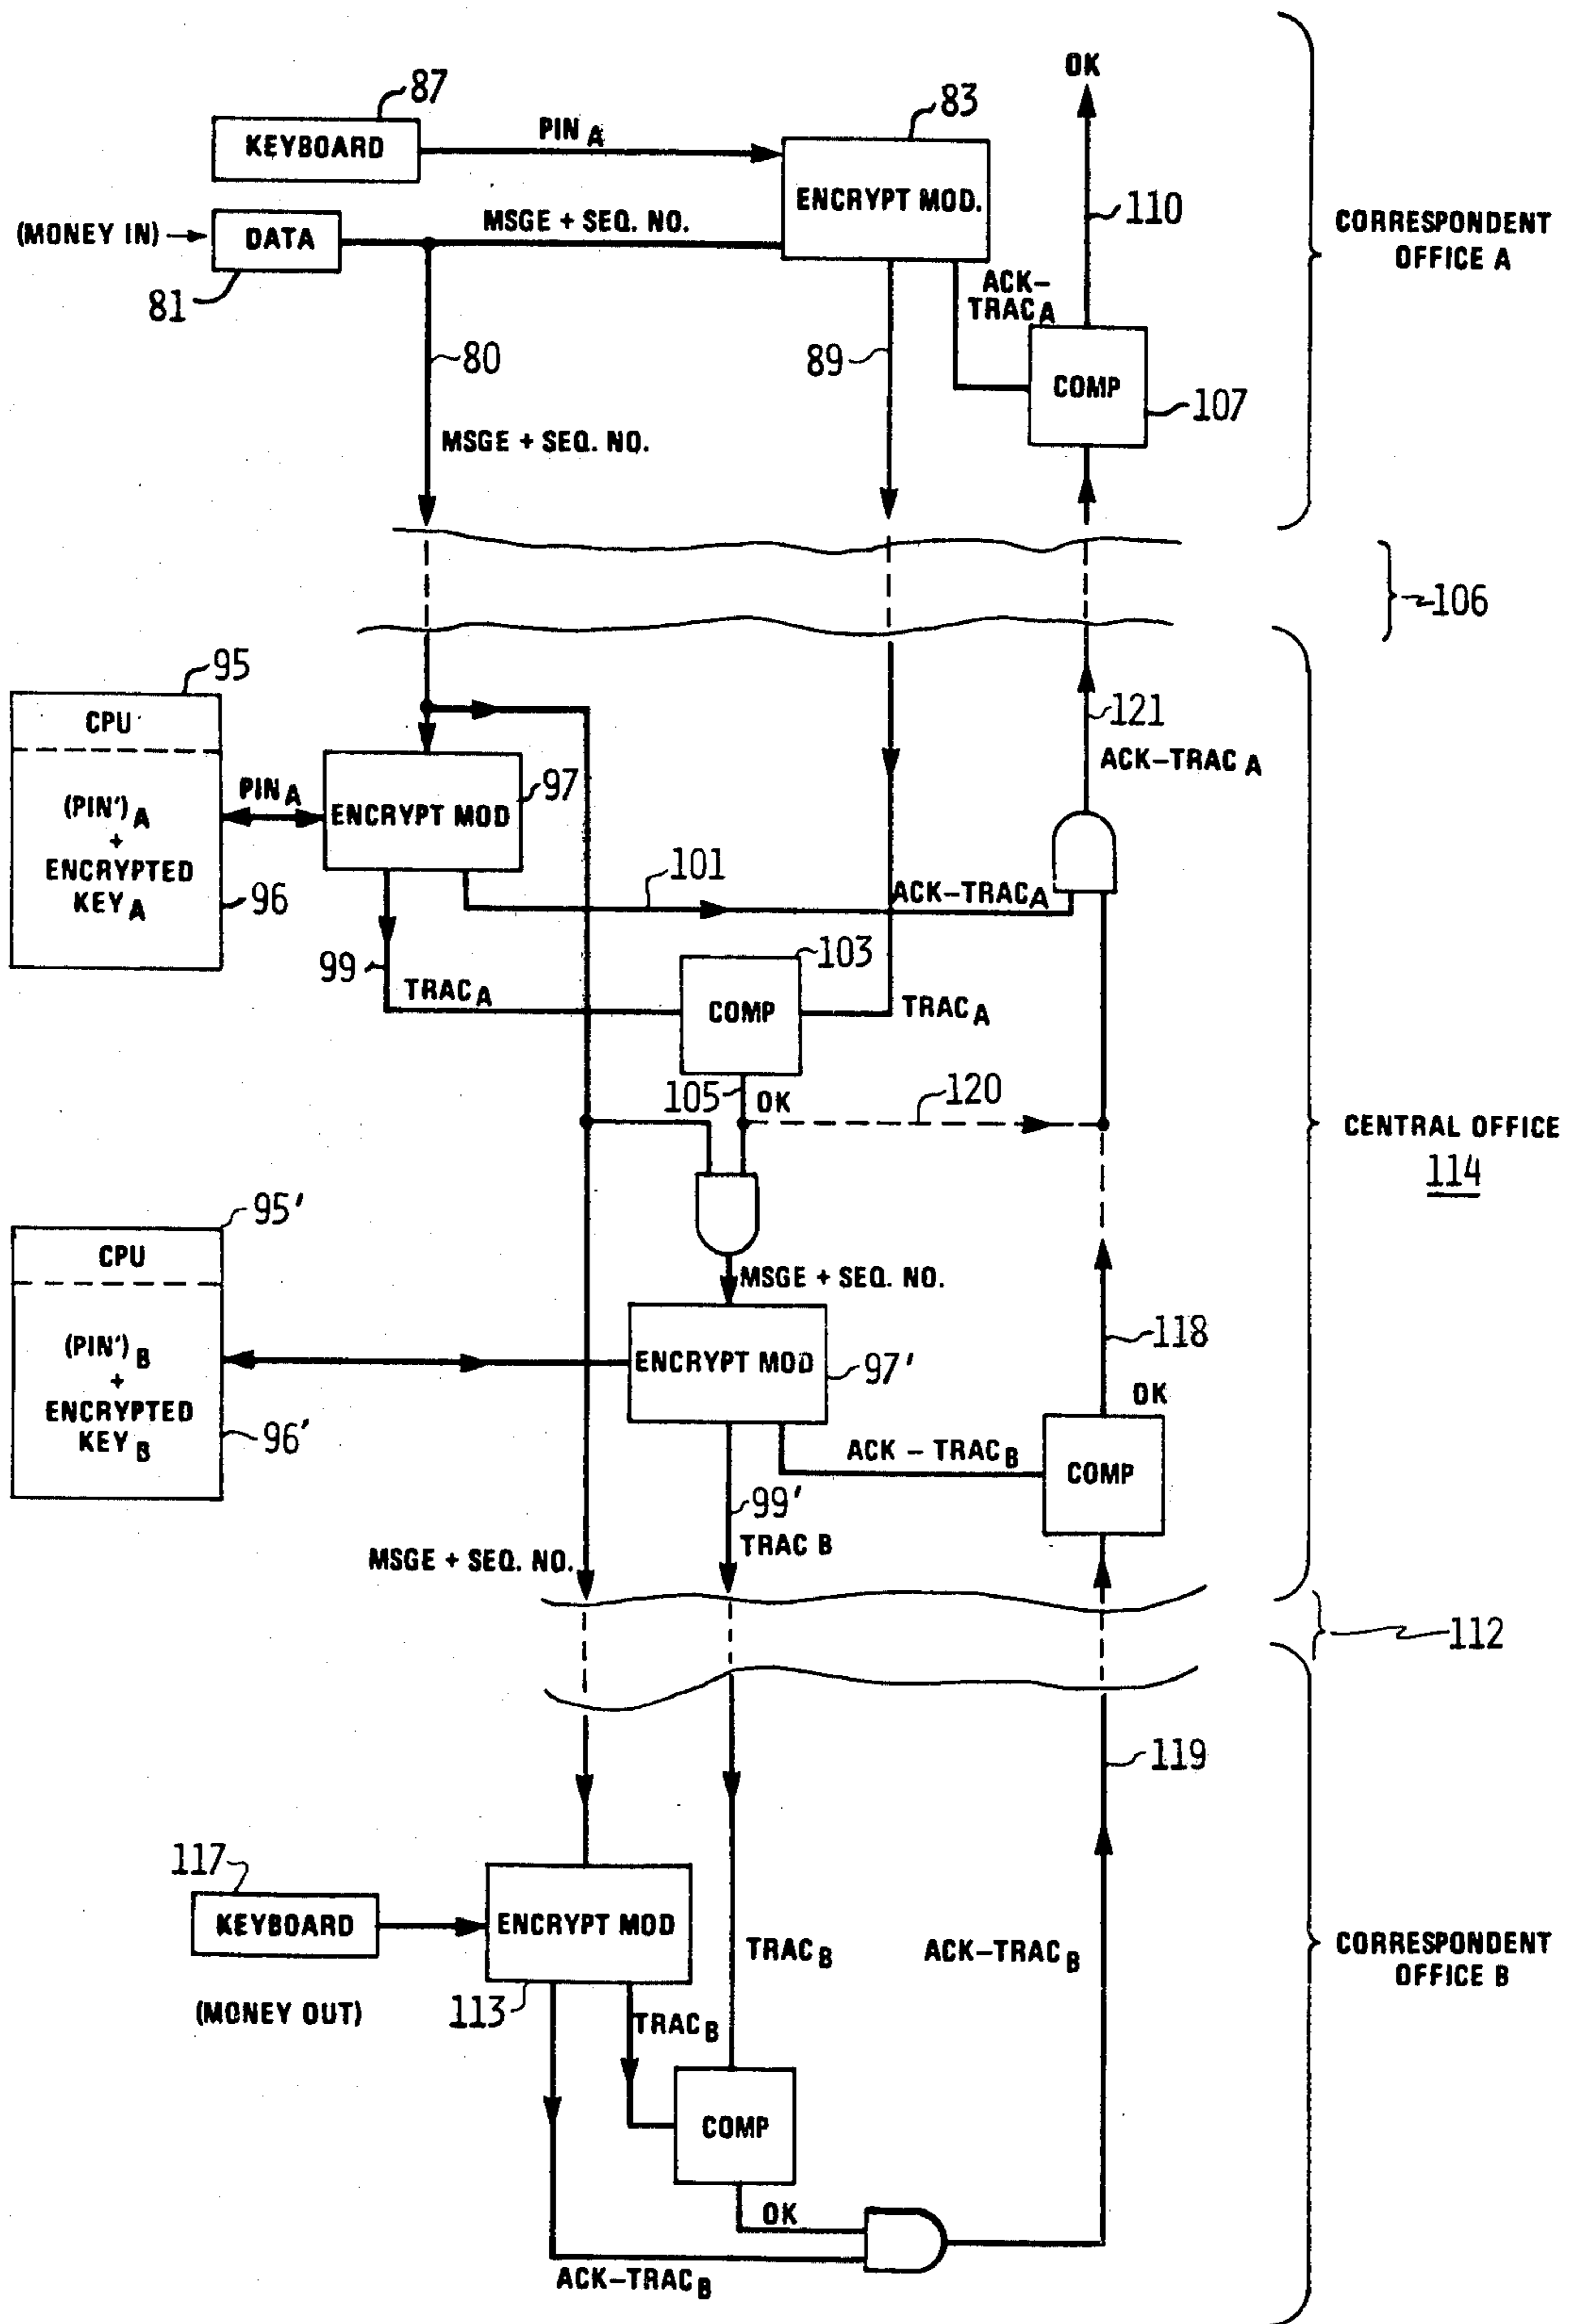 OK
87
83
KEYBOARD
PIN A
ENCRYPT MOD.
110
(MONEY IN)
DATA
MSGE + SEQ. NO.
CORRESPONDENT
OFFICE A
81
ACK-
TRAC A
80
89
COMP
107
MSGE + SEQ. NO.
106
95
CPU
121
ACK-TRAC A
(PIN')A
+
ENCRYPTED
KEY A
PIN A
ENCRYPT MOD
97
96
101
ACK-TRAC A
99
TRAC A
103
COMP
TRAC A
105
OK
120
CENTRAL OFFICE
114
95'
CPU
MSGE + SEQ. NO.
(PIN')B
+
ENCRYPTED
KEY B
ENCRYPT MOD
97'
118
OK
96'
ACK - TRAC B
COMP
99'
TRAC B
MSGE + SEQ. NO.
112
119
117
KEYBOARD
ENCRYPT MOD
TRAC B
ACK-TRAC B
CORRESPONDENT
OFFICE B
(MONEY OUT)
113
TRAC B
COMP
OK
ACK-TRAC B